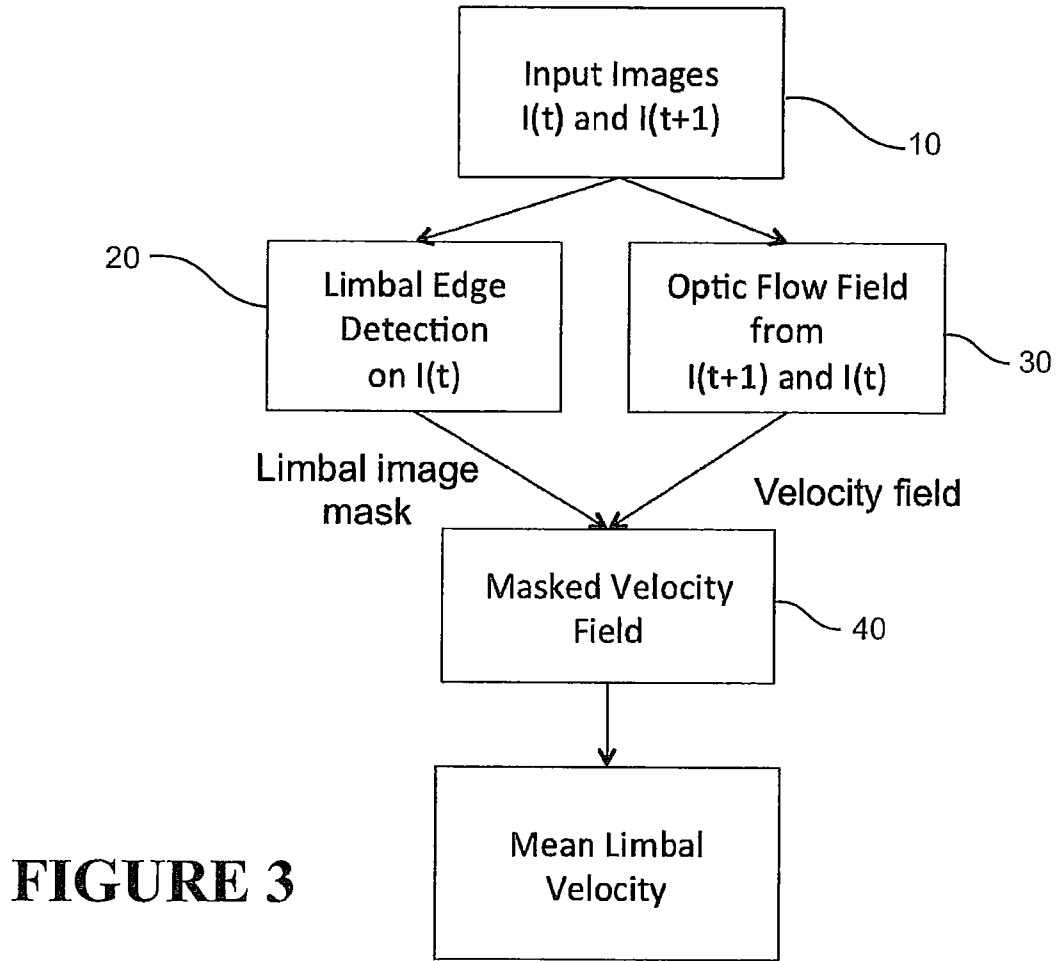 Input Images
I(t) and I(t+1)
10
20
Limbal Edge
Detection
on I(t)
Optic Flow Field
from
I(t+1) and I(t)
30
Limbal image
mask
Velocity field
Masked Velocity
Field
40
Mean Limbal
Velocity
FIGURE 3